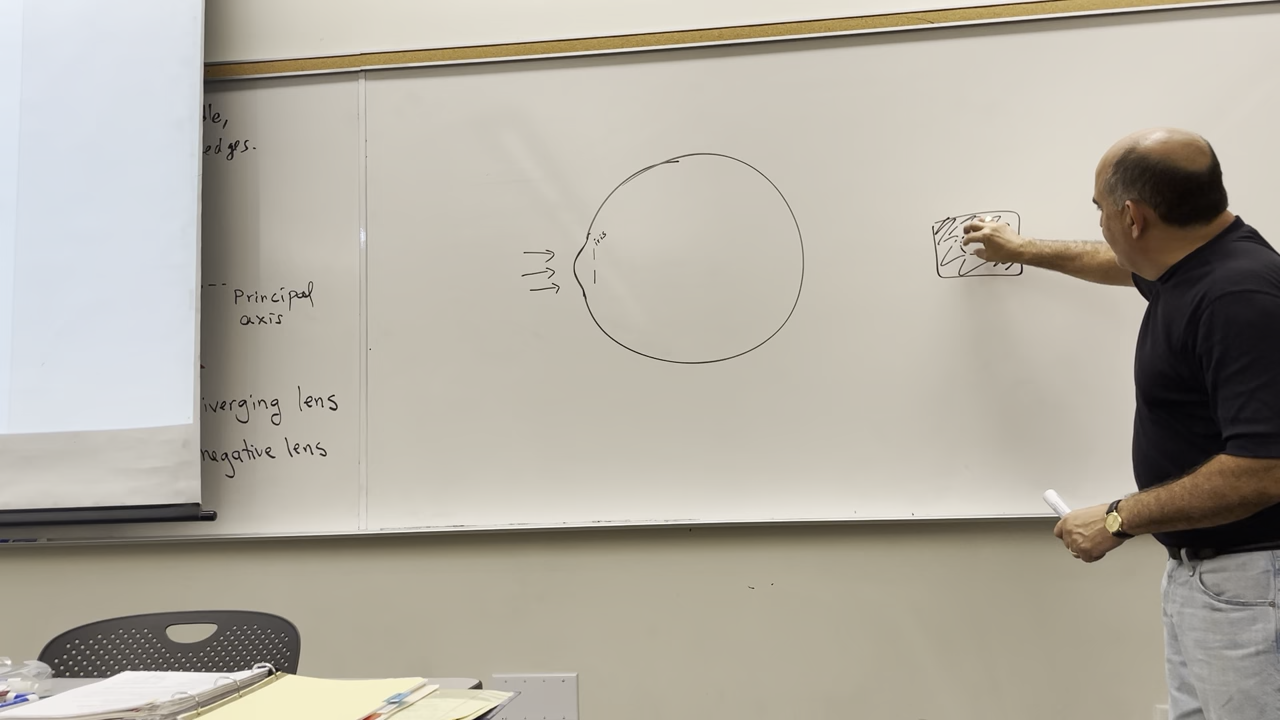 edges.
Principal
axis
iverging lens
negative lens
iris